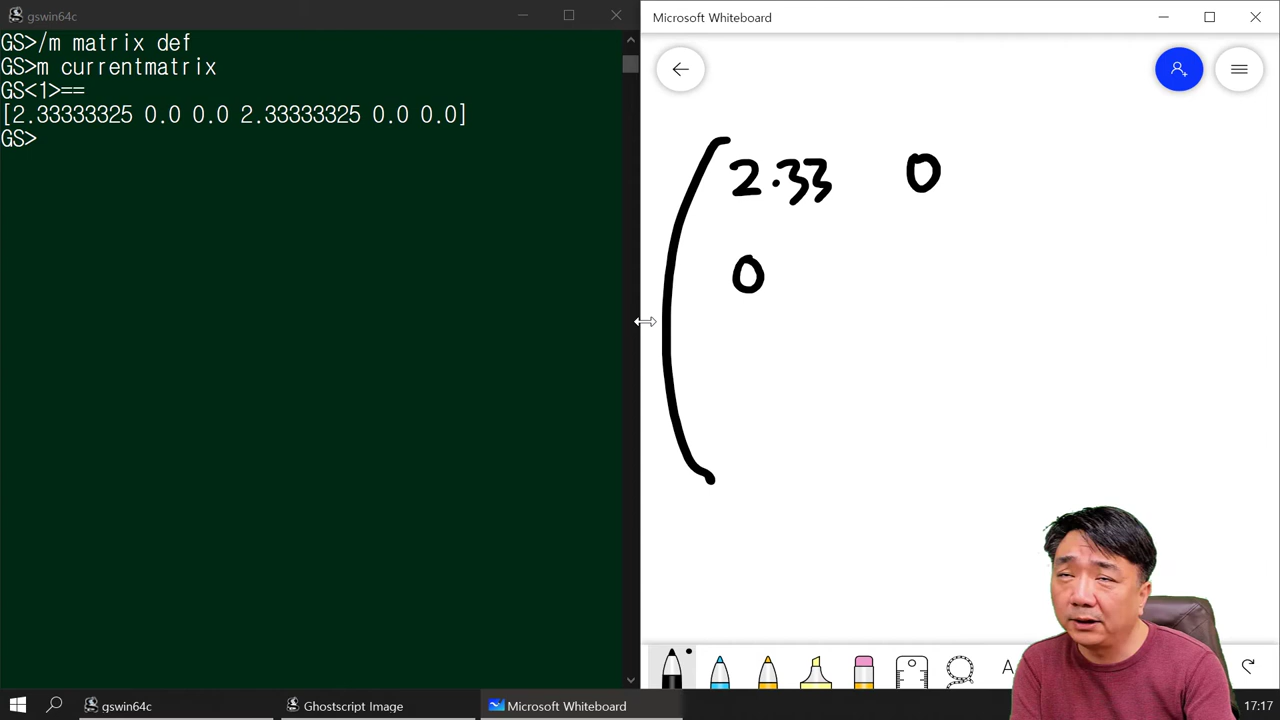 gswin64c
GS>/m matrix def
GS>m currentmatrix
GS<1>==
[2.33333325 0.0 0.0 2.33333325 0.0 0.0]
GS>
Microsoft Whiteboard
2.33 0
0
A
gswin64c
Ghostscript Image
Microsoft Whiteboard
17:17